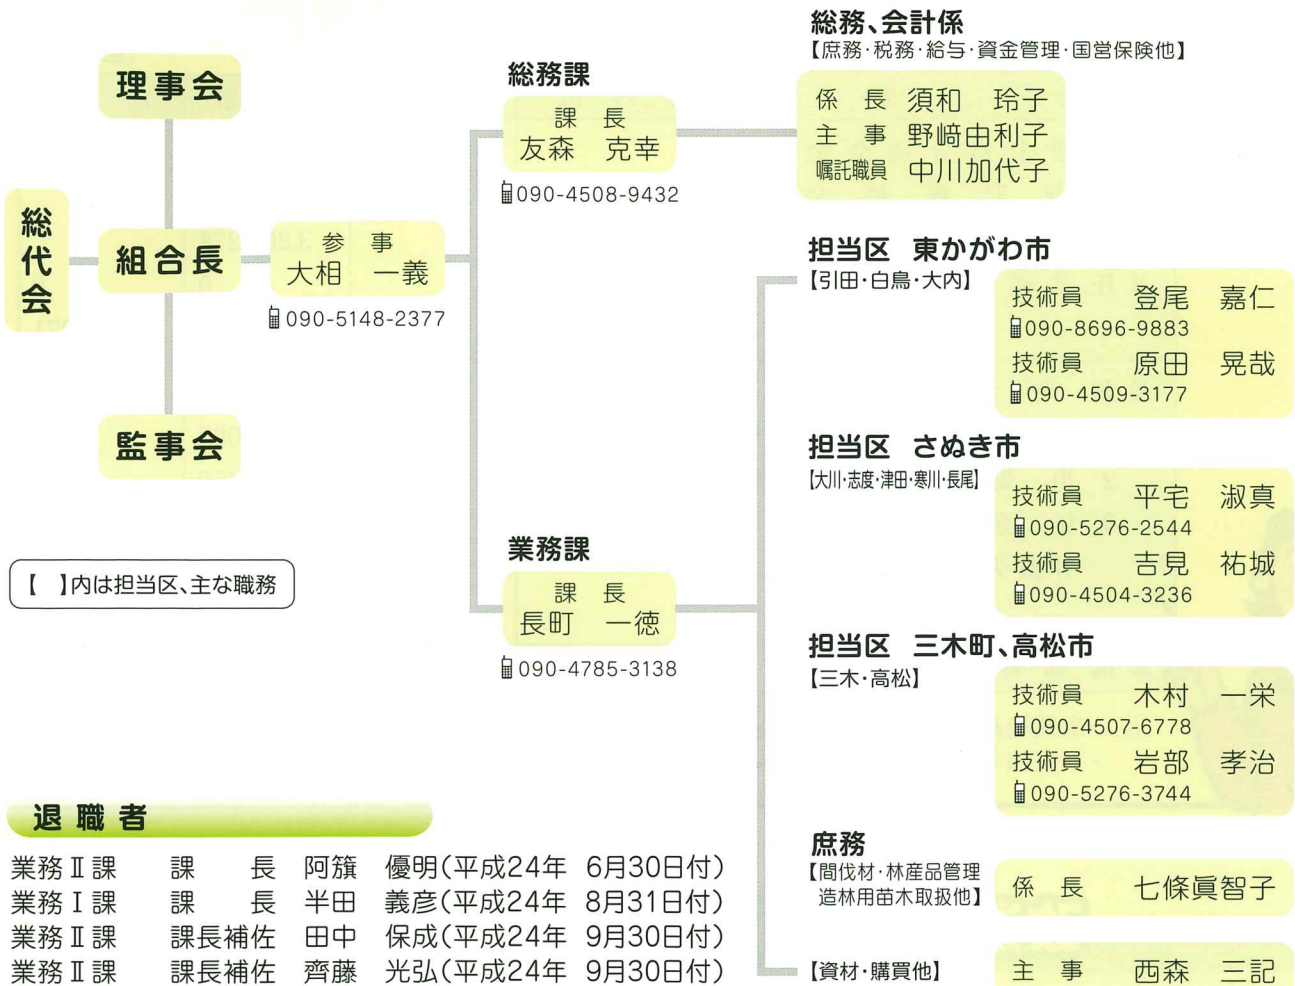 理事会
総代会
組合長
監事会
参　事
大相　一義
090-5148-2377
【　】内は担当区、主な職務
総務課
課　長
友森　克幸
090-4508-9432
総務、会計係
【庶務・税務・給与・資金管理・国営保険他】
係　長　須和　玲子
主　事　野﨑由利子
嘱託職員　中川加代子
業務課
課　長
長町　一徳
090-4785-3138
担当区　東かがわ市
【引田・白鳥・大内】
技術員　登尾　嘉仁
090-8696-9883
技術員　原田　晃哉
090-4509-3177
担当区　さぬき市
【大川・志度・津田・寒川・長尾】
技術員　平宅　淑真
090-5276-2544
技術員　吉見　祐城
090-4504-3236
担当区　三木町、高松市
【三木・高松】
技術員　木村　一栄
090-4507-6778
技術員　岩部　孝治
090-5276-3744
庶務
【間伐材・林産品管理
造林用苗木取扱他】
係　長　七條眞智子
【資材・購買他】
主　事　西森　三記
退職者
業務Ⅱ課　課　　長　阿籏　優明(平成24年　6月30日付)
業務Ⅰ課　課　　長　半田　義彦(平成24年　8月31日付)
業務Ⅱ課　課長補佐　田中　保成(平成24年　9月30日付)
業務Ⅱ課　課長補佐　齊藤　光弘(平成24年　9月30日付)